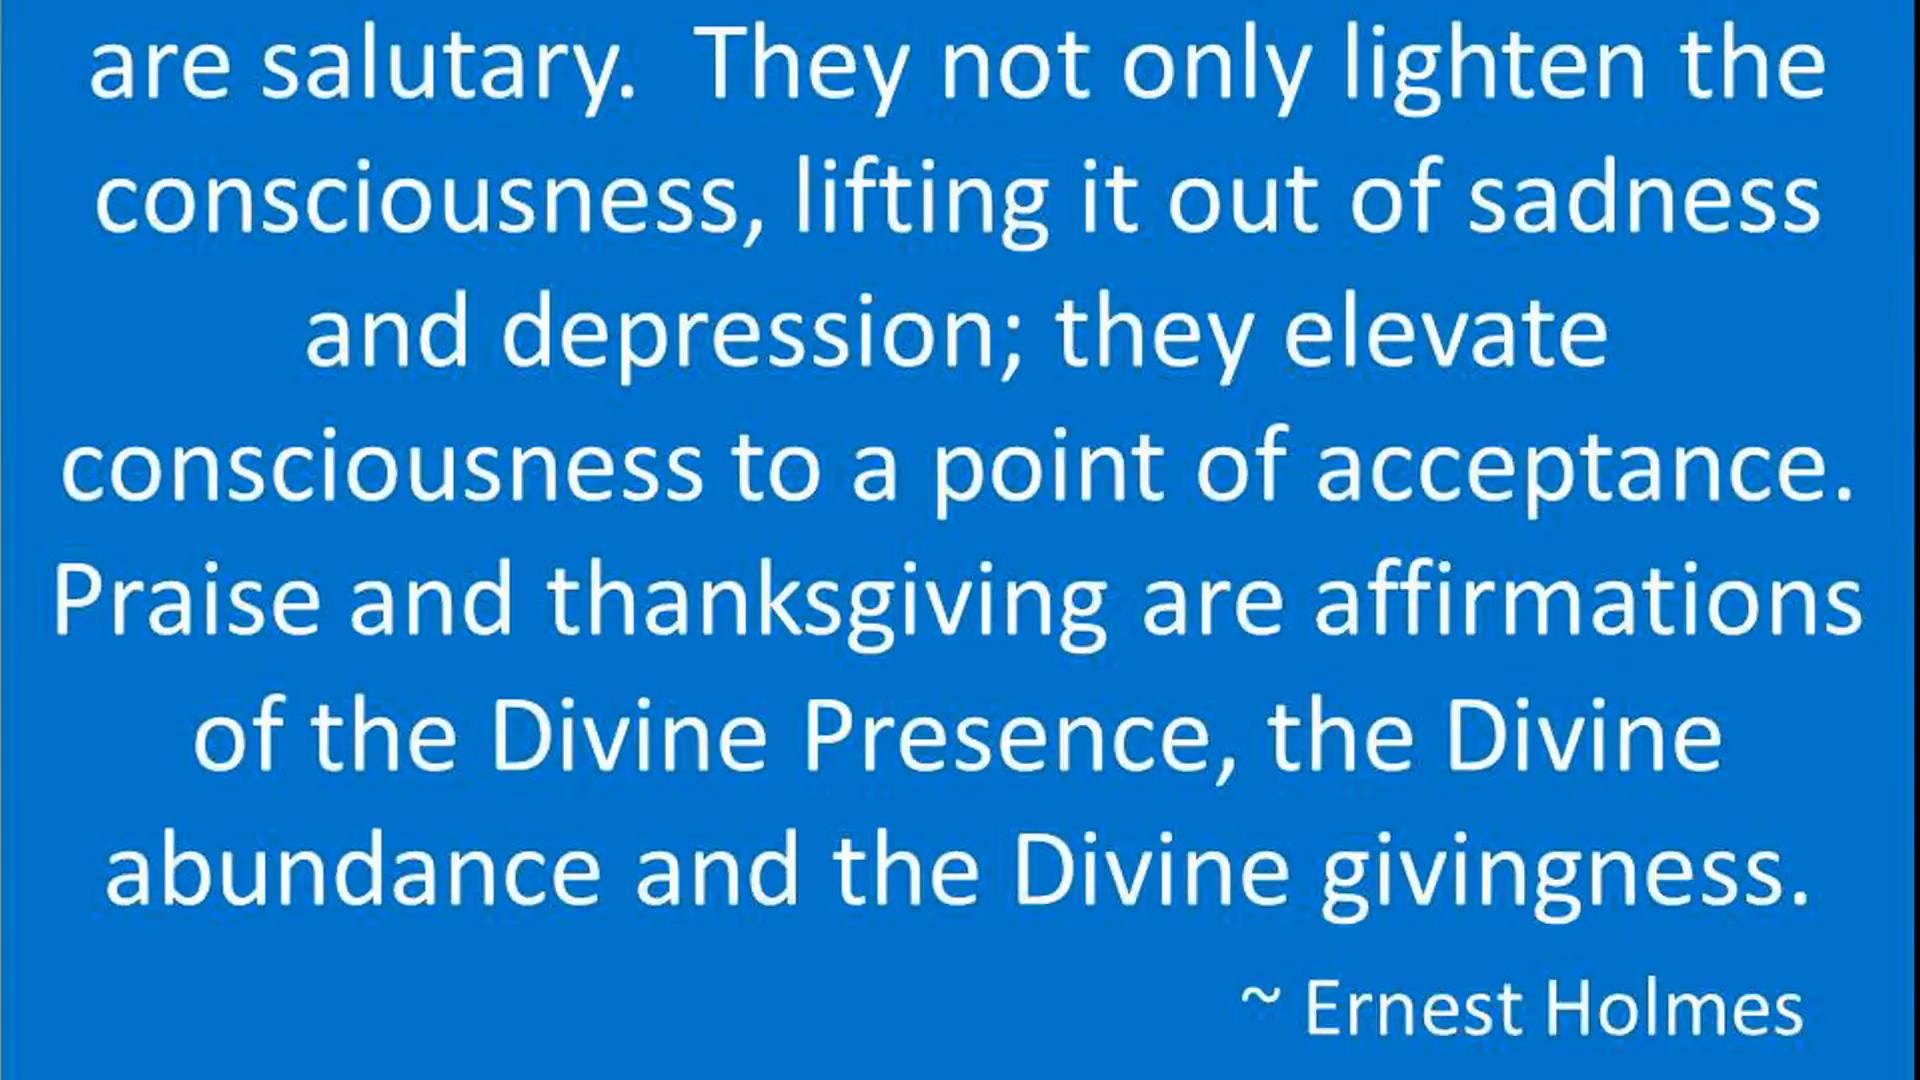 are salutary.  They not only lighten the
consciousness, lifting it out of sadness
and depression; they elevate
consciousness to a point of acceptance.
Praise and thanksgiving are affirmations
of the Divine Presence, the Divine
abundance and the Divine givingness.
~ Ernest Holmes